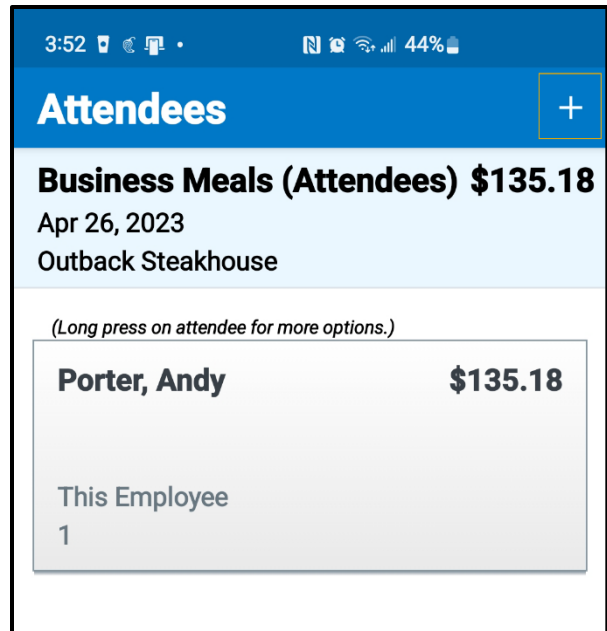 3:52 44%
Attendees +
Business Meals (Attendees) $135.18
Apr 26, 2023
Outback Steakhouse
(Long press on attendee for more options.)
Porter, Andy $135.18
This Employee
1